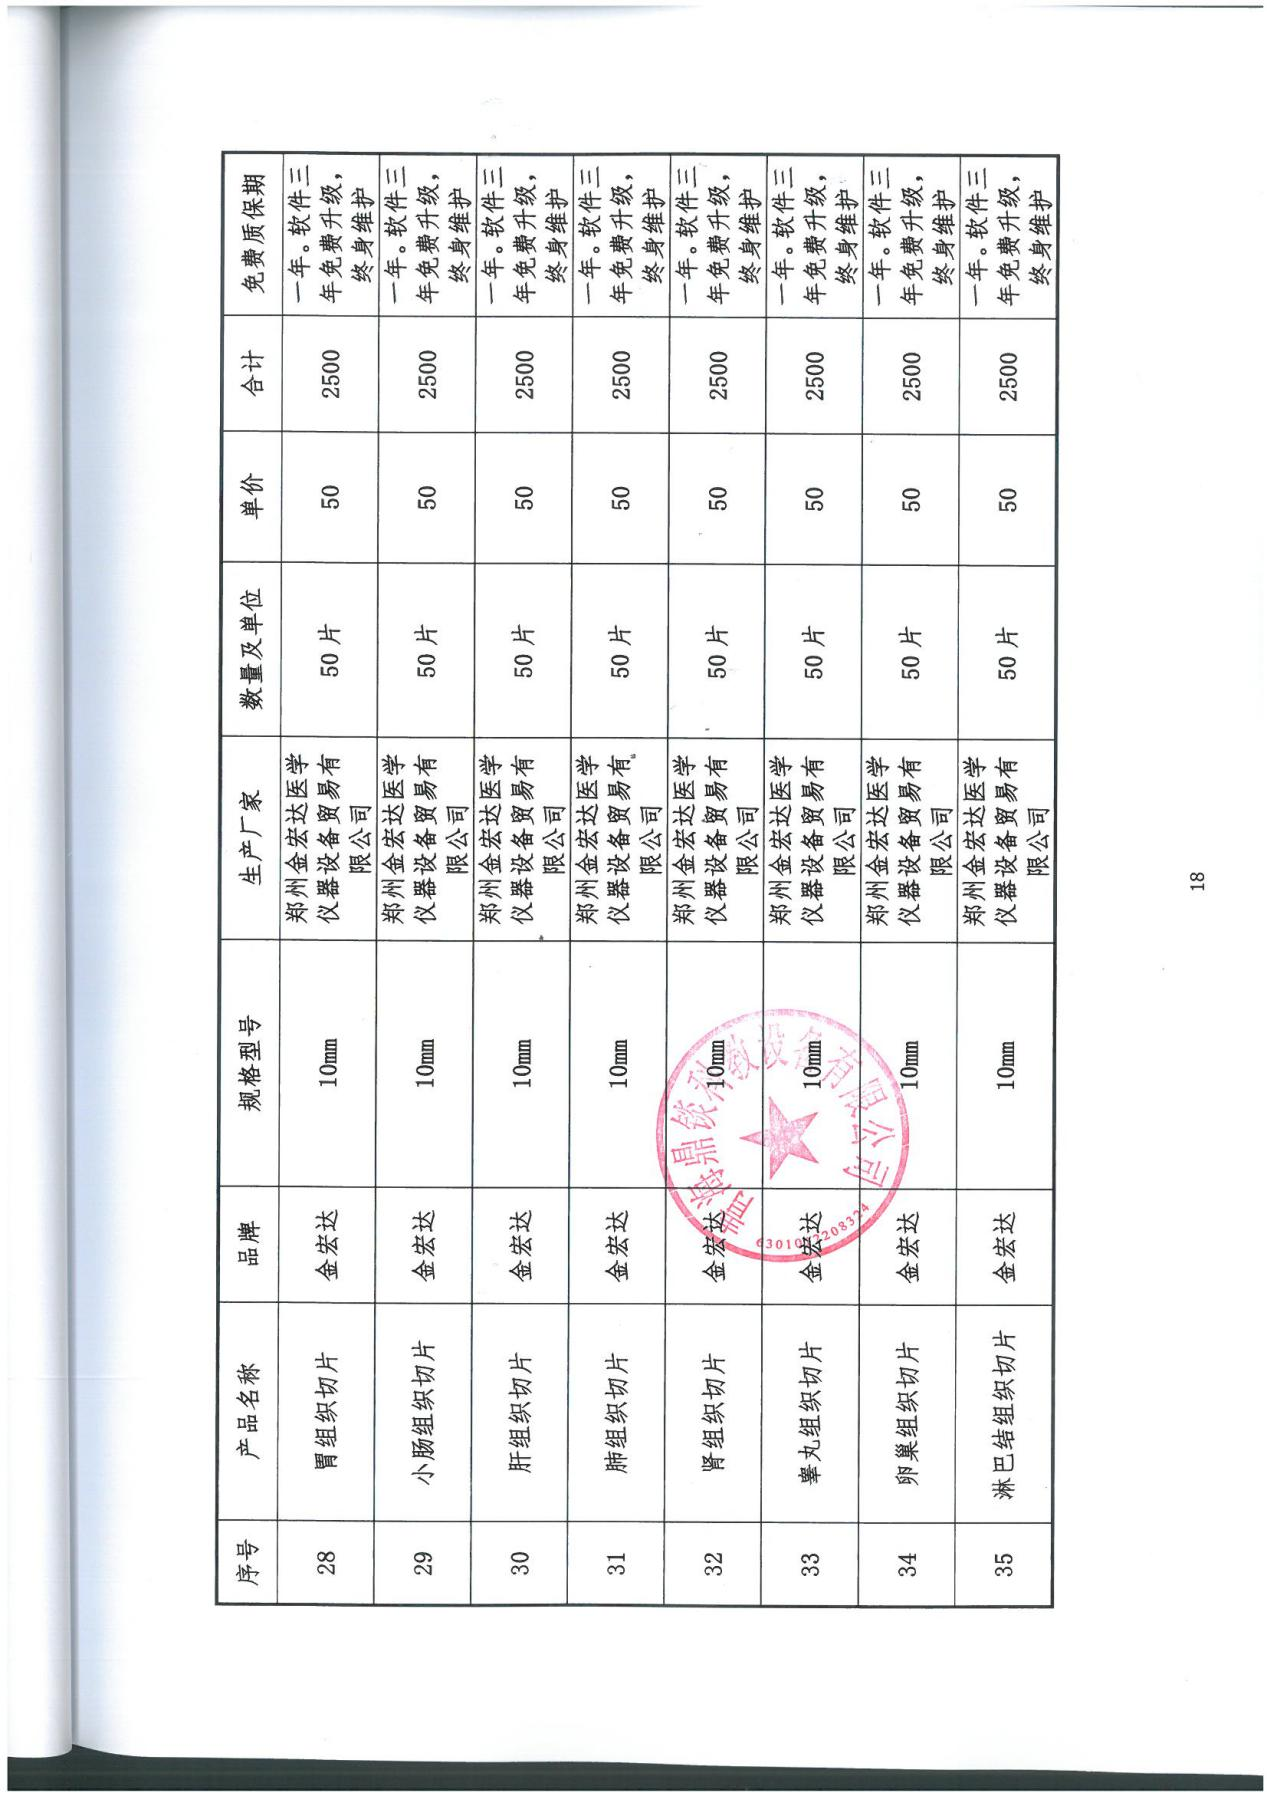 序号 产品名称 品牌 规格型号 生产厂家 数量及单位 单价 合计 免费质保期
28 胃组织切片 金宏达 10mm 郑州金宏达医学仪器设备贸易有限公司 50片 50 2500 一年。软件三年免费升级，终身维护
29 小肠组织切片 金宏达 10mm 郑州金宏达医学仪器设备贸易有限公司 50片 50 2500 一年。软件三年免费升级，终身维护
30 肝组织切片 金宏达 10mm 郑州金宏达医学仪器设备贸易有限公司 50片 50 2500 一年。软件三年免费升级，终身维护
31 肺组织切片 金宏达 10mm 郑州金宏达医学仪器设备贸易有限公司 50片 50 2500 一年。软件三年免费升级，终身维护
32 肾组织切片 金宏达 10mm 郑州金宏达医学仪器设备贸易有限公司 50片 50 2500 一年。软件三年免费升级，终身维护
33 睾丸组织切片 金宏达 10mm 郑州金宏达医学仪器设备贸易有限公司 50片 50 2500 一年。软件三年免费升级，终身维护
34 卵巢组织切片 金宏达 10mm 郑州金宏达医学仪器设备贸易有限公司 50片 50 2500 一年。软件三年免费升级，终身维护
35 淋巴结组织切片 金宏达 10mm 郑州金宏达医学仪器设备贸易有限公司 50片 50 2500 一年。软件三年免费升级，终身维护
青海鼎锬科教设备有限公司
18